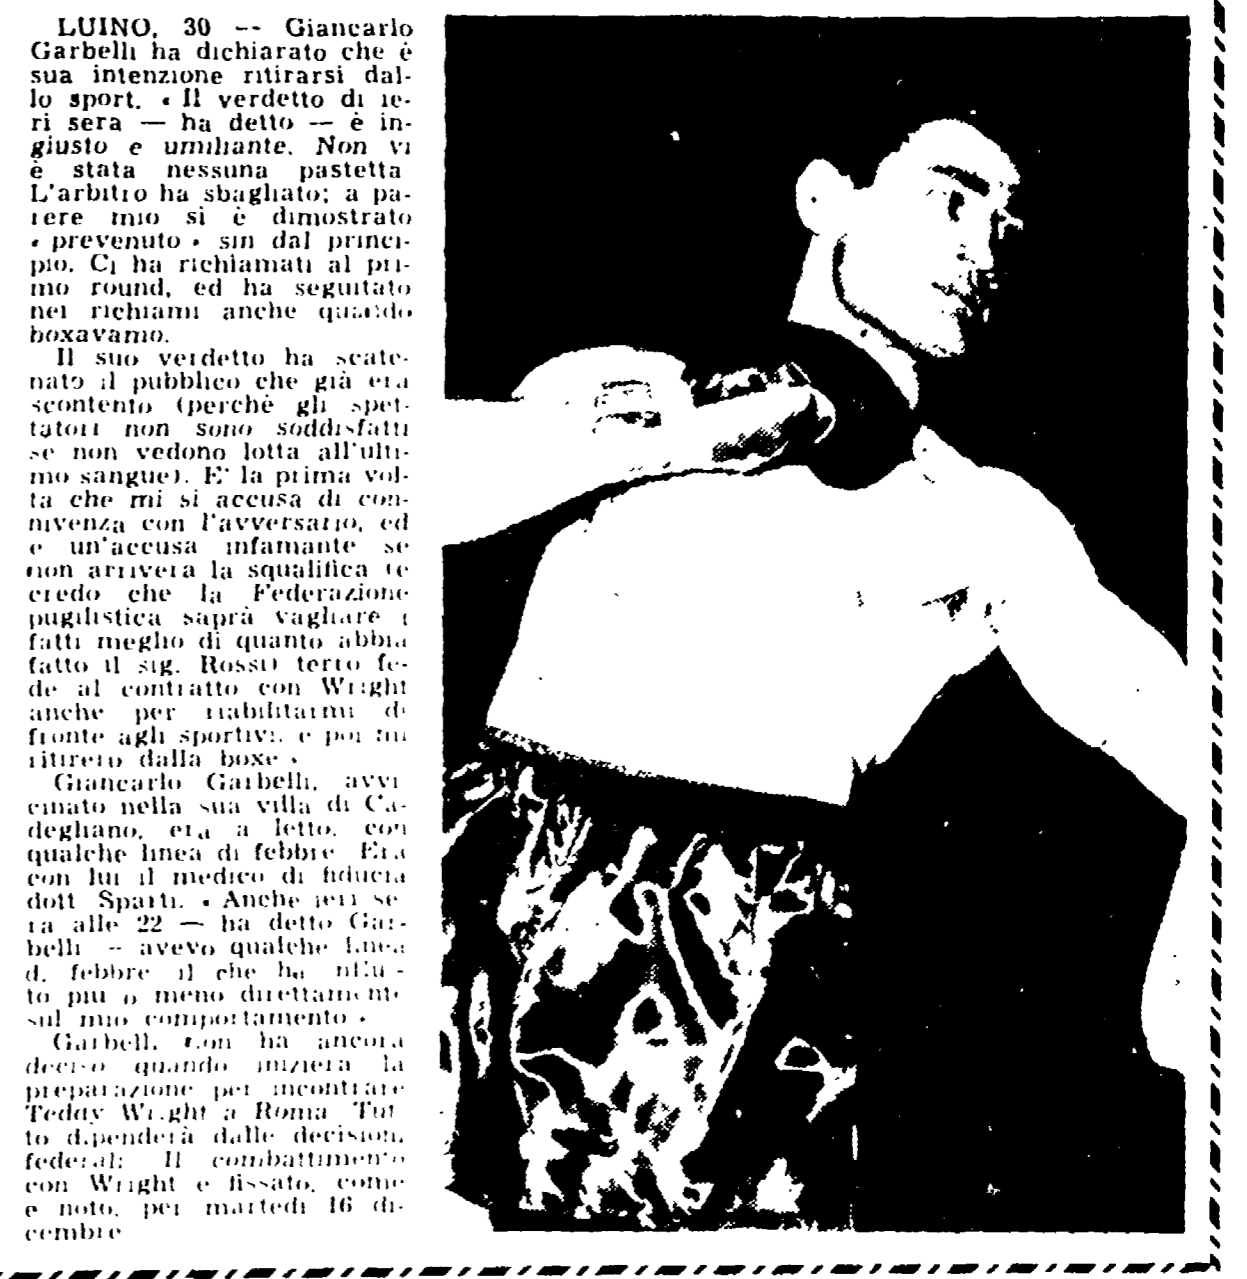 LUINO, 30 -- Giancarlo
Garbelli ha dichiarato che è
sua intenzione ritirarsi dal-
lo sport. « Il verdetto di ie-
ri sera — ha detto — è in-
giusto e umiliante. Non vi
è stata nessuna pastetta
L'arbitro ha sbagliato; a pa-
rere mio si è dimostrato
« prevenuto » sin dal princi-
pio. Ci ha richiamati al pri-
mo round, ed ha seguitato
nei richiami anche quando
boxavamo.
Il suo verdetto ha scate-
nato il pubblico che già era
scontento (perchè gli spet-
tatori non sono soddisfatti
se non vedono lotta all'ulti-
mo sangue). E' la prima vol-
ta che mi si accusa di con-
nivenza con l'avversario, ed
e un'accusa infamante se
non arriverà la squalifica (e
credo che la Federazione
pugilistica saprà vagliare i
fatti meglio di quanto abbia
fatto il sig. Rossi) terrò fe-
de al contratto con Wright
anche per riabilitarmi di
fronte agli sportivi, e poi mi
ritirerò dalla boxe »
Giancarlo Garbelli, avvi
cinato nella sua villa di Ca-
degliano, era a letto, con
qualche linea di febbre Era
con lui il medico di fiducia
dott Sparti. « Anche ieri se-
ra alle 22 — ha detto Gar-
belli -- avevo qualche linea
di febbre il che ha influi-
to più o meno direttamente
sul mio comportamento »
Garbelli non ha ancora
deciso quando inizierà la
preparazione per incontrare
Teddy Wright a Roma Tut
to dipenderà dalle decisioni
federali Il combattimento
con Wright e fissato, come
e noto, per martedì 16 di-
cembre